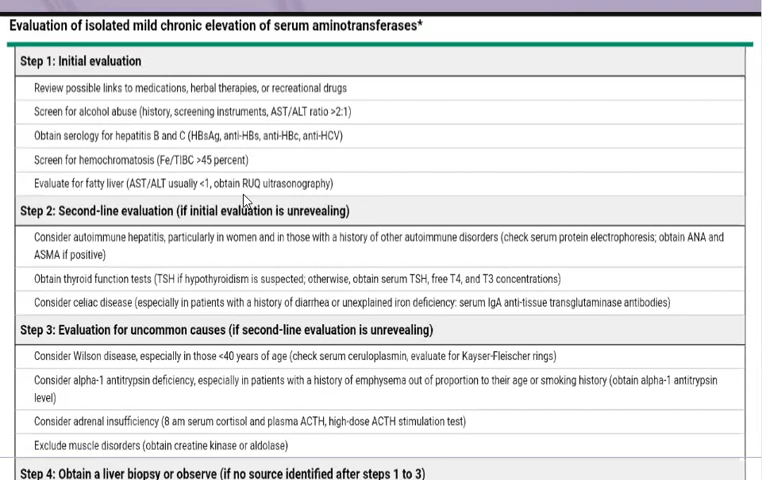 Evaluation of isolated mild chronic elevation of serum aminotransferases*
Step 1: Initial evaluation
Review possible links to medications, herbal therapies, or recreational drugs
Screen for alcohol abuse (history, screening instruments, AST/ALT ratio >2:1)
Obtain serology for hepatitis B and C (HBsAg, anti-HBs, anti-HBc, anti-HCV)
Screen for hemochromatosis (Fe/TIBC >45 percent)
Evaluate for fatty liver (AST/ALT usually <1, obtain RUQ ultrasonography)
Step 2: Second-line evaluation (if initial evaluation is unrevealing)
Consider autoimmune hepatitis, particularly in women and in those with a history of other autoimmune disorders (check serum protein electrophoresis; obtain ANA and
ASMA if positive)
Obtain thyroid function tests (TSH if hypothyroidism is suspected; otherwise, obtain serum TSH, free T4, and T3 concentrations)
Consider celiac disease (especially in patients with a history of diarrhea or unexplained iron deficiency: serum IgA anti-tissue transglutaminase antibodies)
Step 3: Evaluation for uncommon causes (if second-line evaluation is unrevealing)
Consider Wilson disease, especially in those <40 years of age (check serum ceruloplasmin, evaluate for Kayser-Fleischer rings)
Consider alpha-1 antitrypsin deficiency, especially in patients with a history of emphysema out of proportion to their age or smoking history (obtain alpha-1 antitrypsin
level)
Consider adrenal insufficiency (8 am serum cortisol and plasma ACTH, high-dose ACTH stimulation test)
Exclude muscle disorders (obtain creatine kinase or aldolase)
Step 4: Obtain a liver biopsy or observe (if no source identified after steps 1 to 3)